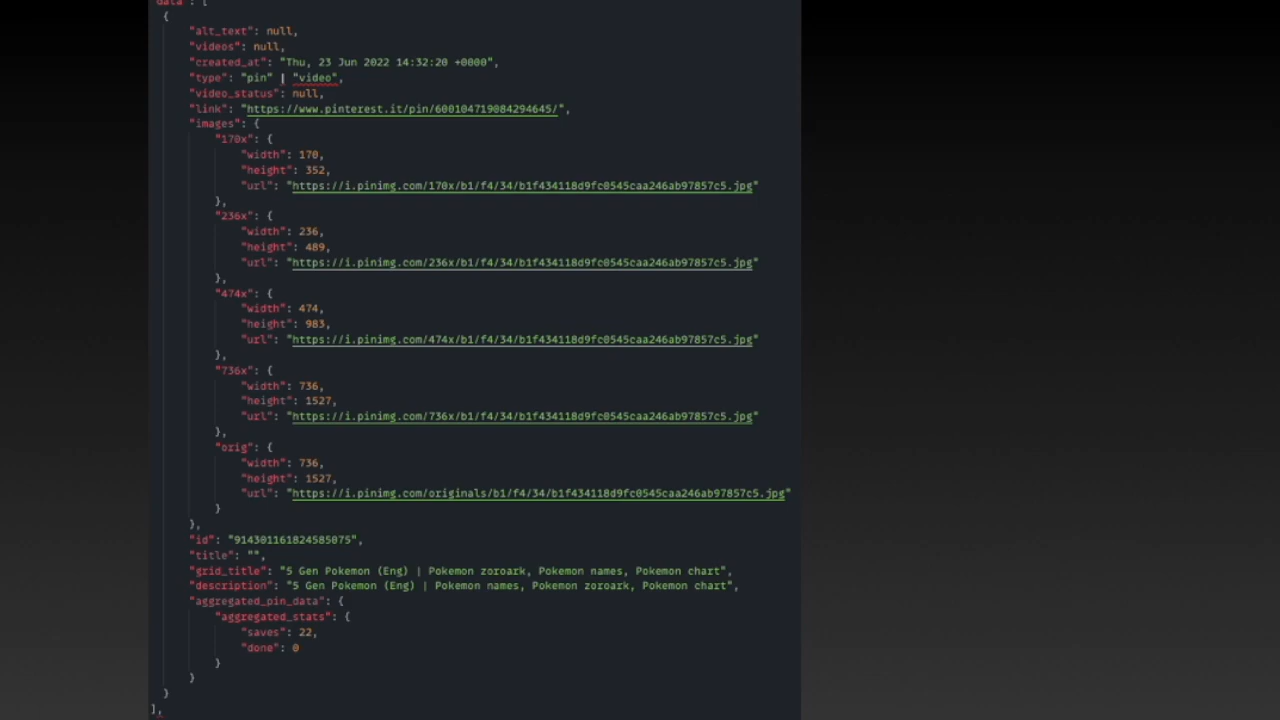 data": [
{
"alt_text": null,
"videos": null,
"created_at": "Thu, 23 Jun 2022 14:32:20 +0000",
"type": "pin" | "video",
"video_status": null,
"link": "https://www.pinterest.it/pin/600104719084294645/",
"images": {
"170x": {
"width": 170,
"height": 352,
"url": "https://i.pinimg.com/170x/b1/f4/34/b1f434118d9fc0545caa246ab97857c5.jpg"
},
"236x": {
"width": 236,
"height": 489,
"url": "https://i.pinimg.com/236x/b1/f4/34/b1f434118d9fc0545caa246ab97857c5.jpg"
},
"474x": {
"width": 474,
"height": 983,
"url": "https://i.pinimg.com/474x/b1/f4/34/b1f434118d9fc0545caa246ab97857c5.jpg"
},
"736x": {
"width": 736,
"height": 1527,
"url": "https://i.pinimg.com/736x/b1/f4/34/b1f434118d9fc0545caa246ab97857c5.jpg"
},
"orig": {
"width": 736,
"height": 1527,
"url": "https://i.pinimg.com/originals/b1/f4/34/b1f434118d9fc0545caa246ab97857c5.jpg"
}
},
"id": "914301161824585075",
"title": "",
"grid_title": "5 Gen Pokemon (Eng) | Pokemon zoroark, Pokemon names, Pokemon chart",
"description": "5 Gen Pokemon (Eng) | Pokemon names, Pokemon zoroark, Pokemon chart",
"aggregated_pin_data": {
"aggregated_stats": {
"saves": 22,
"done": 0
}
}
}
],